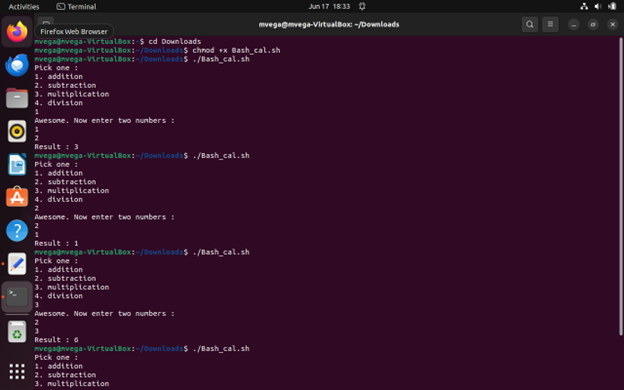 Activities Terminal Jun 17 18:33
mvega@mvega-VirtualBox: ~/Downloads
Firefox Web Browser
mvega@mvega-VirtualBox:~$ cd Downloads
mvega@mvega-VirtualBox:~/Downloads$ chmod +x Bash_cal.sh
mvega@mvega-VirtualBox:~/Downloads$ ./Bash_cal.sh
Pick one :
1. addition
2. subtraction
3. multiplication
4. division
1
Awesome. Now enter two numbers :
1
2
Result : 3
mvega@mvega-VirtualBox:~/Downloads$ ./Bash_cal.sh
Pick one :
1. addition
2. subtraction
3. multiplication
4. division
2
Awesome. Now enter two numbers :
2
1
Result : 1
mvega@mvega-VirtualBox:~/Downloads$ ./Bash_cal.sh
Pick one :
1. addition
2. subtraction
3. multiplication
4. division
3
Awesome. Now enter two numbers :
2
3
Result : 6
mvega@mvega-VirtualBox:~/Downloads$ ./Bash_cal.sh
Pick one :
1. addition
2. subtraction
3. multiplication